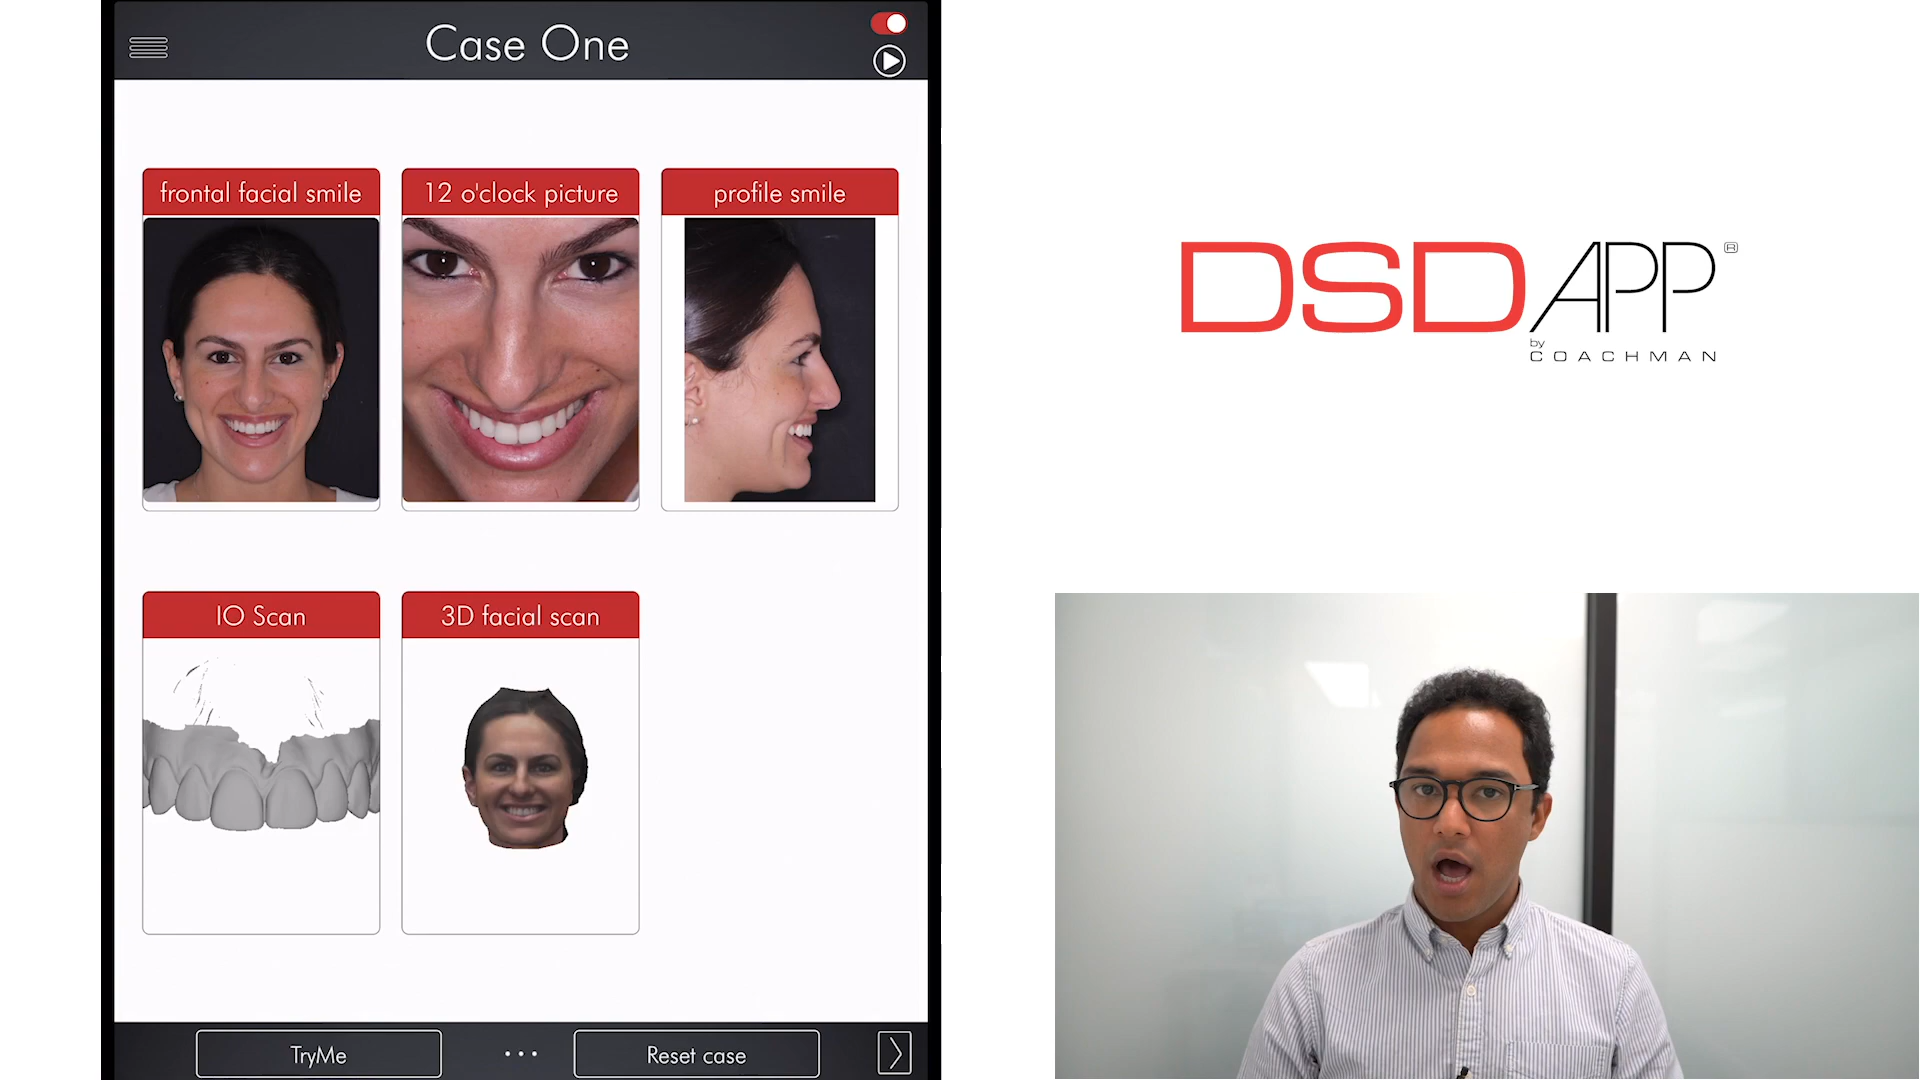 Case One
frontal facial smile
12 o'clock picture
profile smile
IO Scan
3D facial scan
TryMe
...
Reset case
DSDAPP®
by
COACHMAN